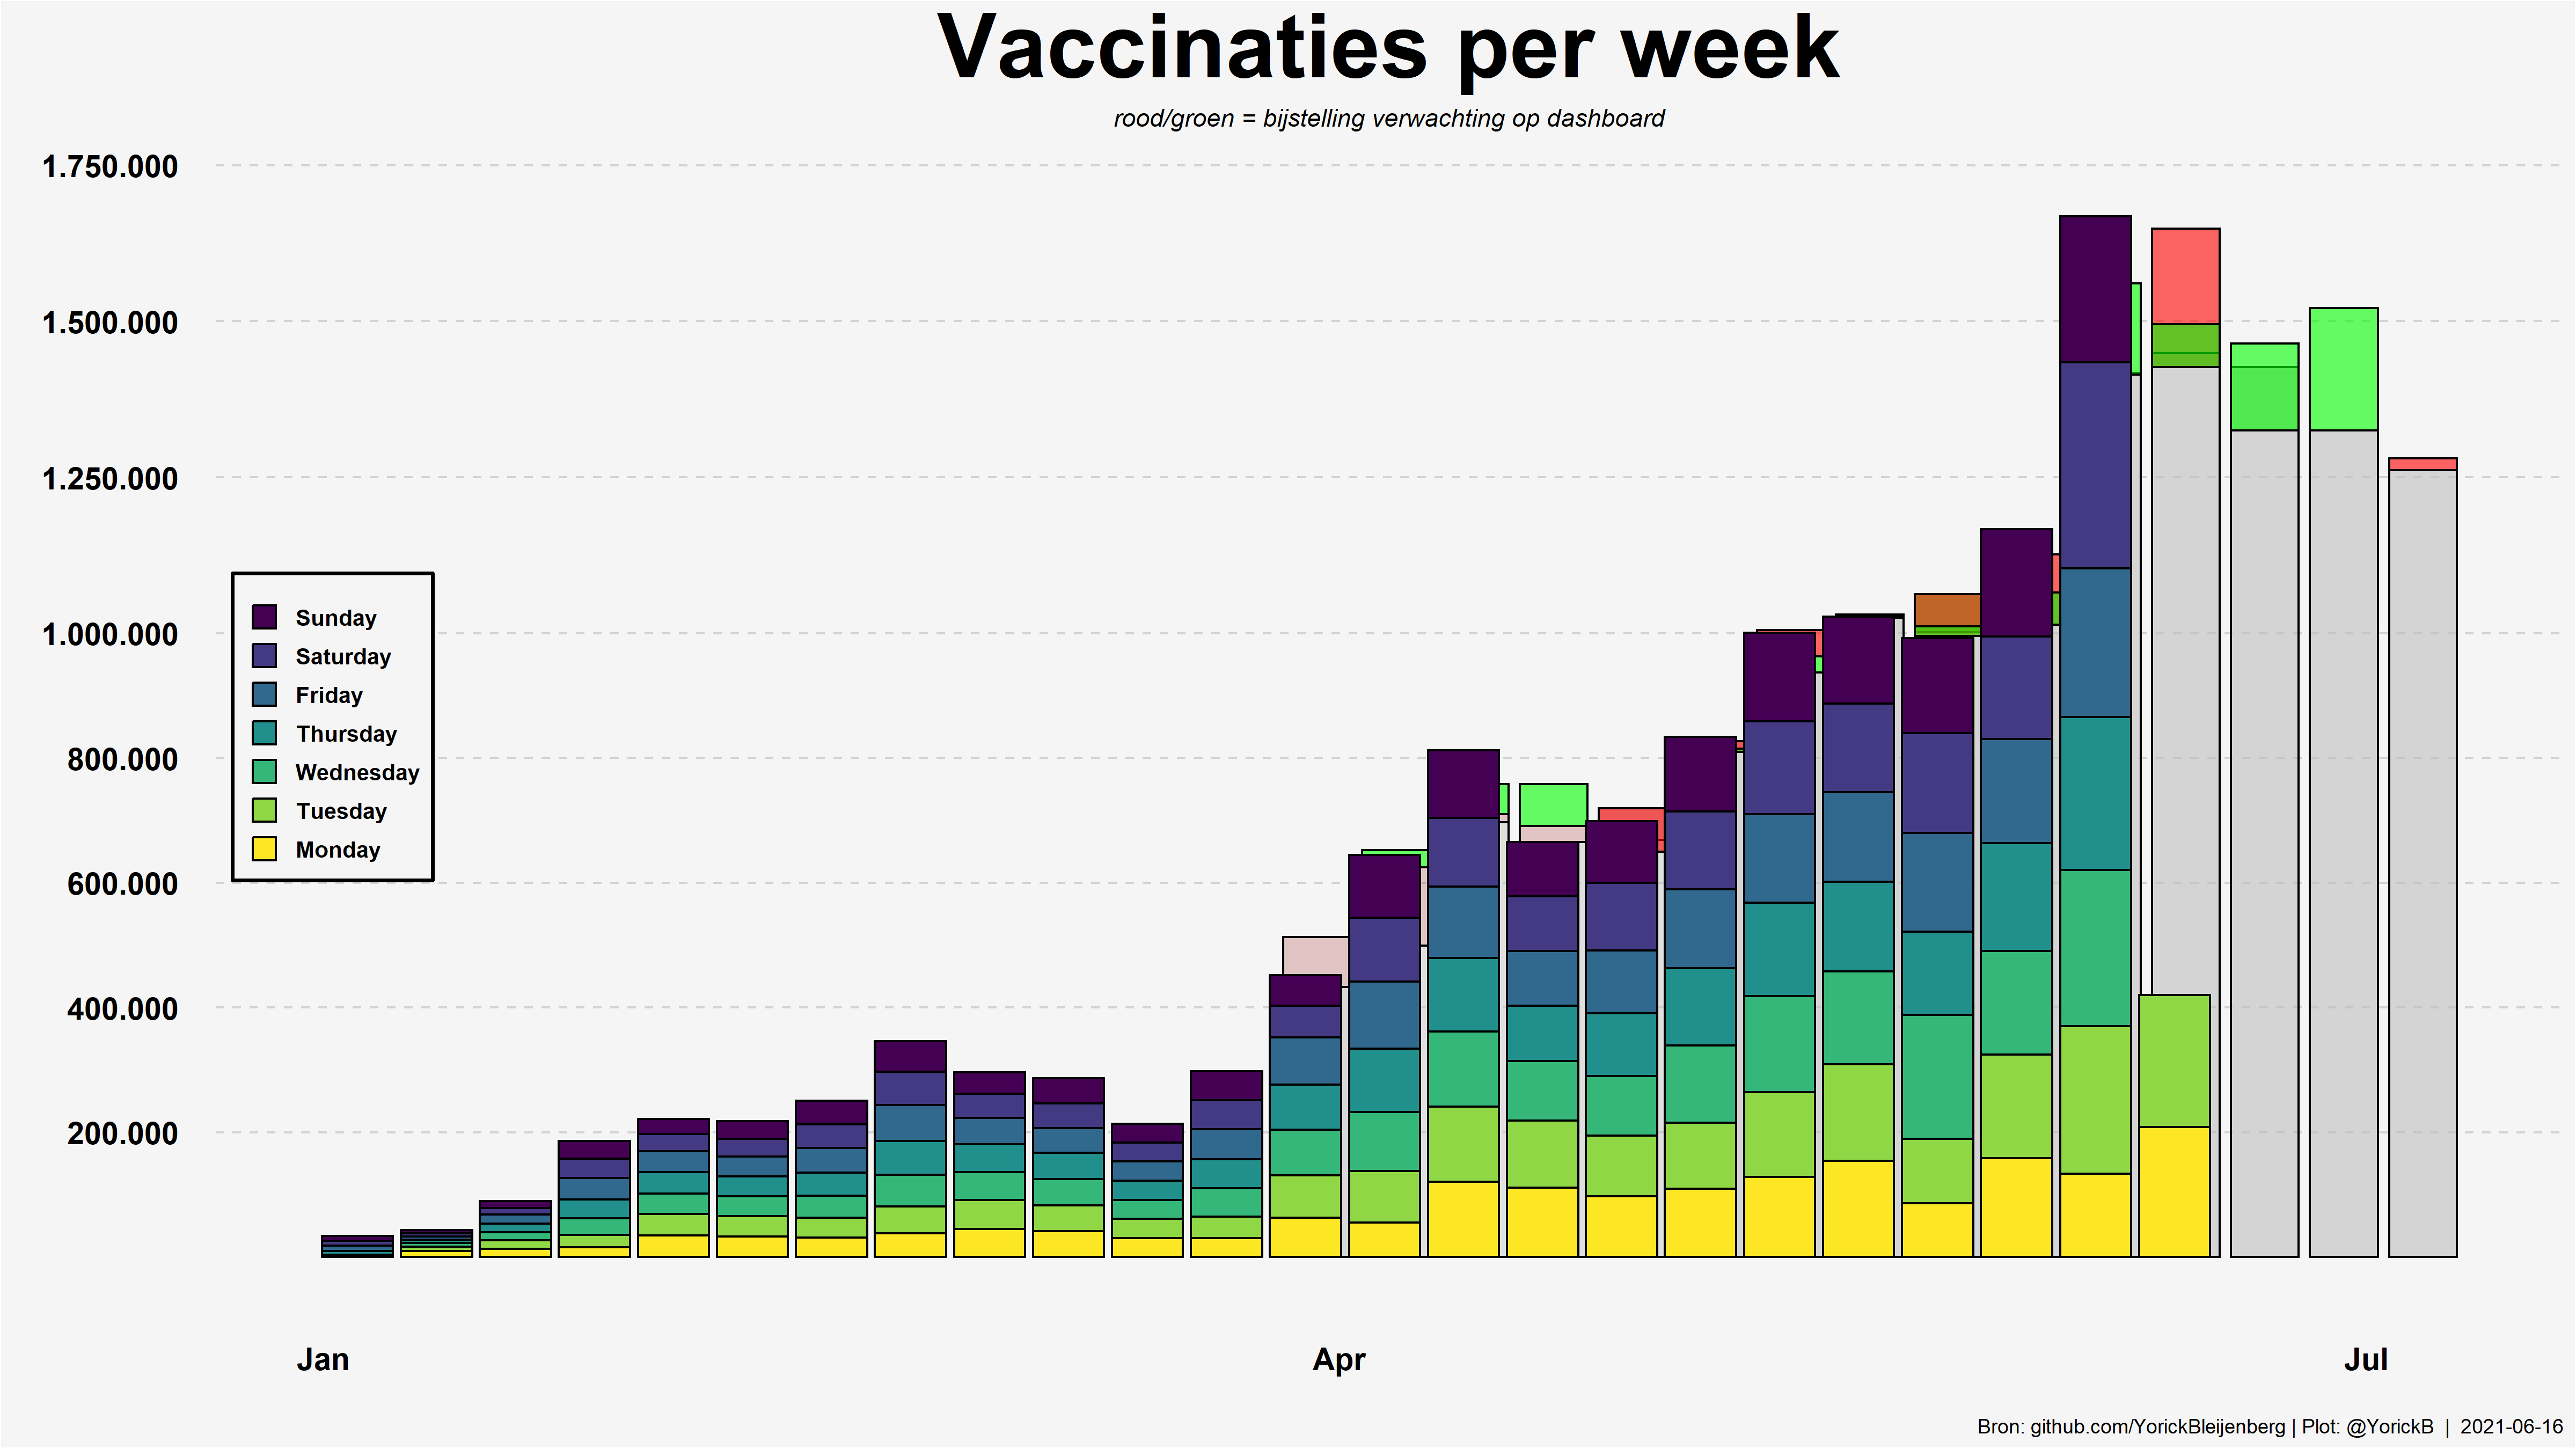 Vaccinaties per week
rood/groen = bijstelling verwachting op dashboard
1.750.000
1.500.000
1.250.000
1.000.000
800.000
600.000
400.000
200.000
Sunday
Saturday
Friday
Thursday
Wednesday
Tuesday
Monday
Jan
Apr
Jul
Bron: github.com/YorickBleijenberg | Plot: @YorickB | 2021-06-16